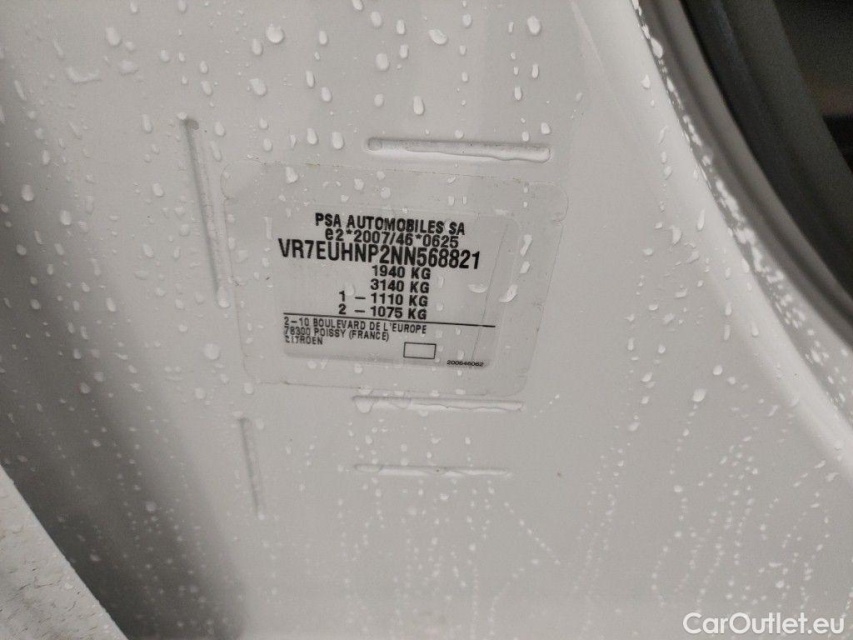 PSA AUTOMOBILES SA
e2*2007/46*0625
VR7EUHNP2NN568821
1940 KG
3140 KG
1 - 1110 KG
2 - 1075 KG
2-10 BOULEVARD DE L'EUROPE
78300 POISSY (FRANCE)
CITROEN
CarOutlet.eu